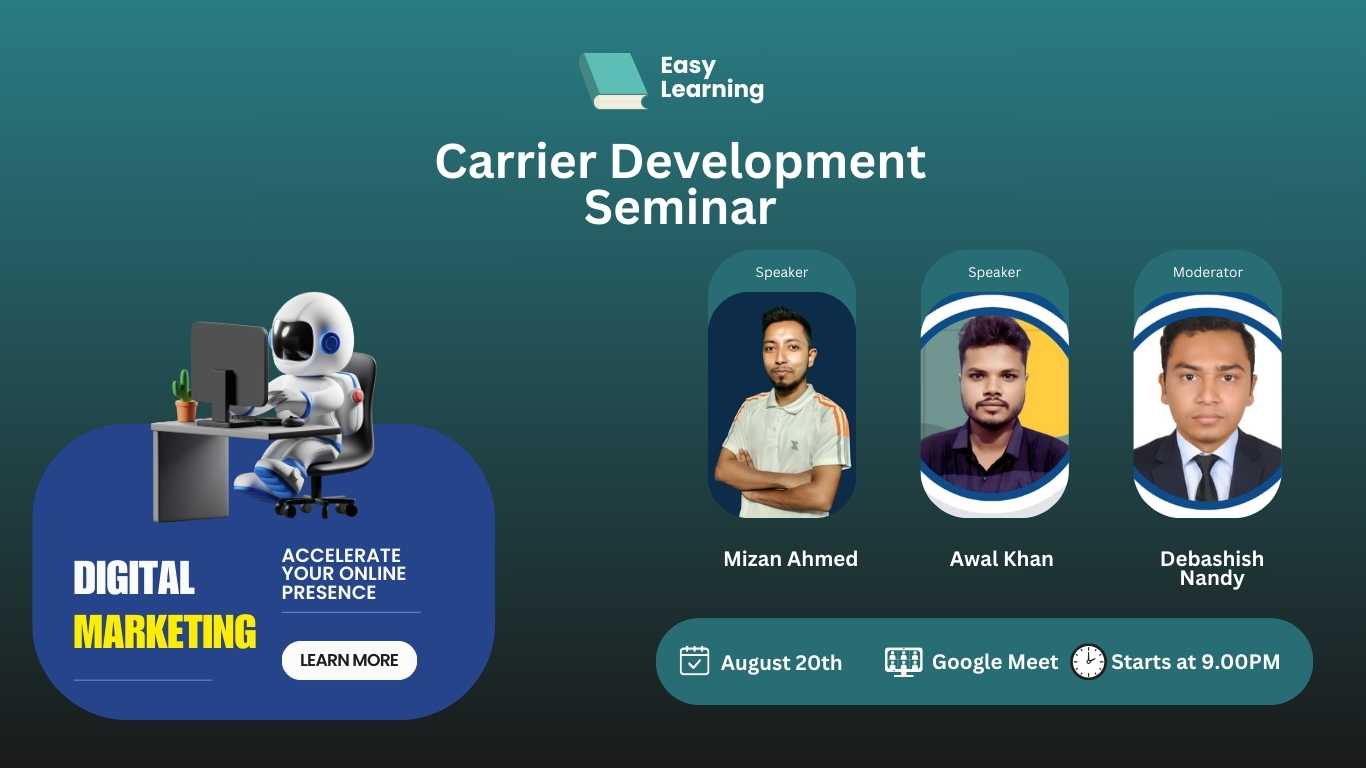 Easy
Learning
Carrier Development
Seminar
Speaker
Speaker
Moderator
Mizan Ahmed
Awal Khan
Debashish
Nandy
DIGITAL
MARKETING
ACCELERATE
YOUR ONLINE
PRESENCE
LEARN MORE
August 20th
Google Meet
Starts at 9.00PM